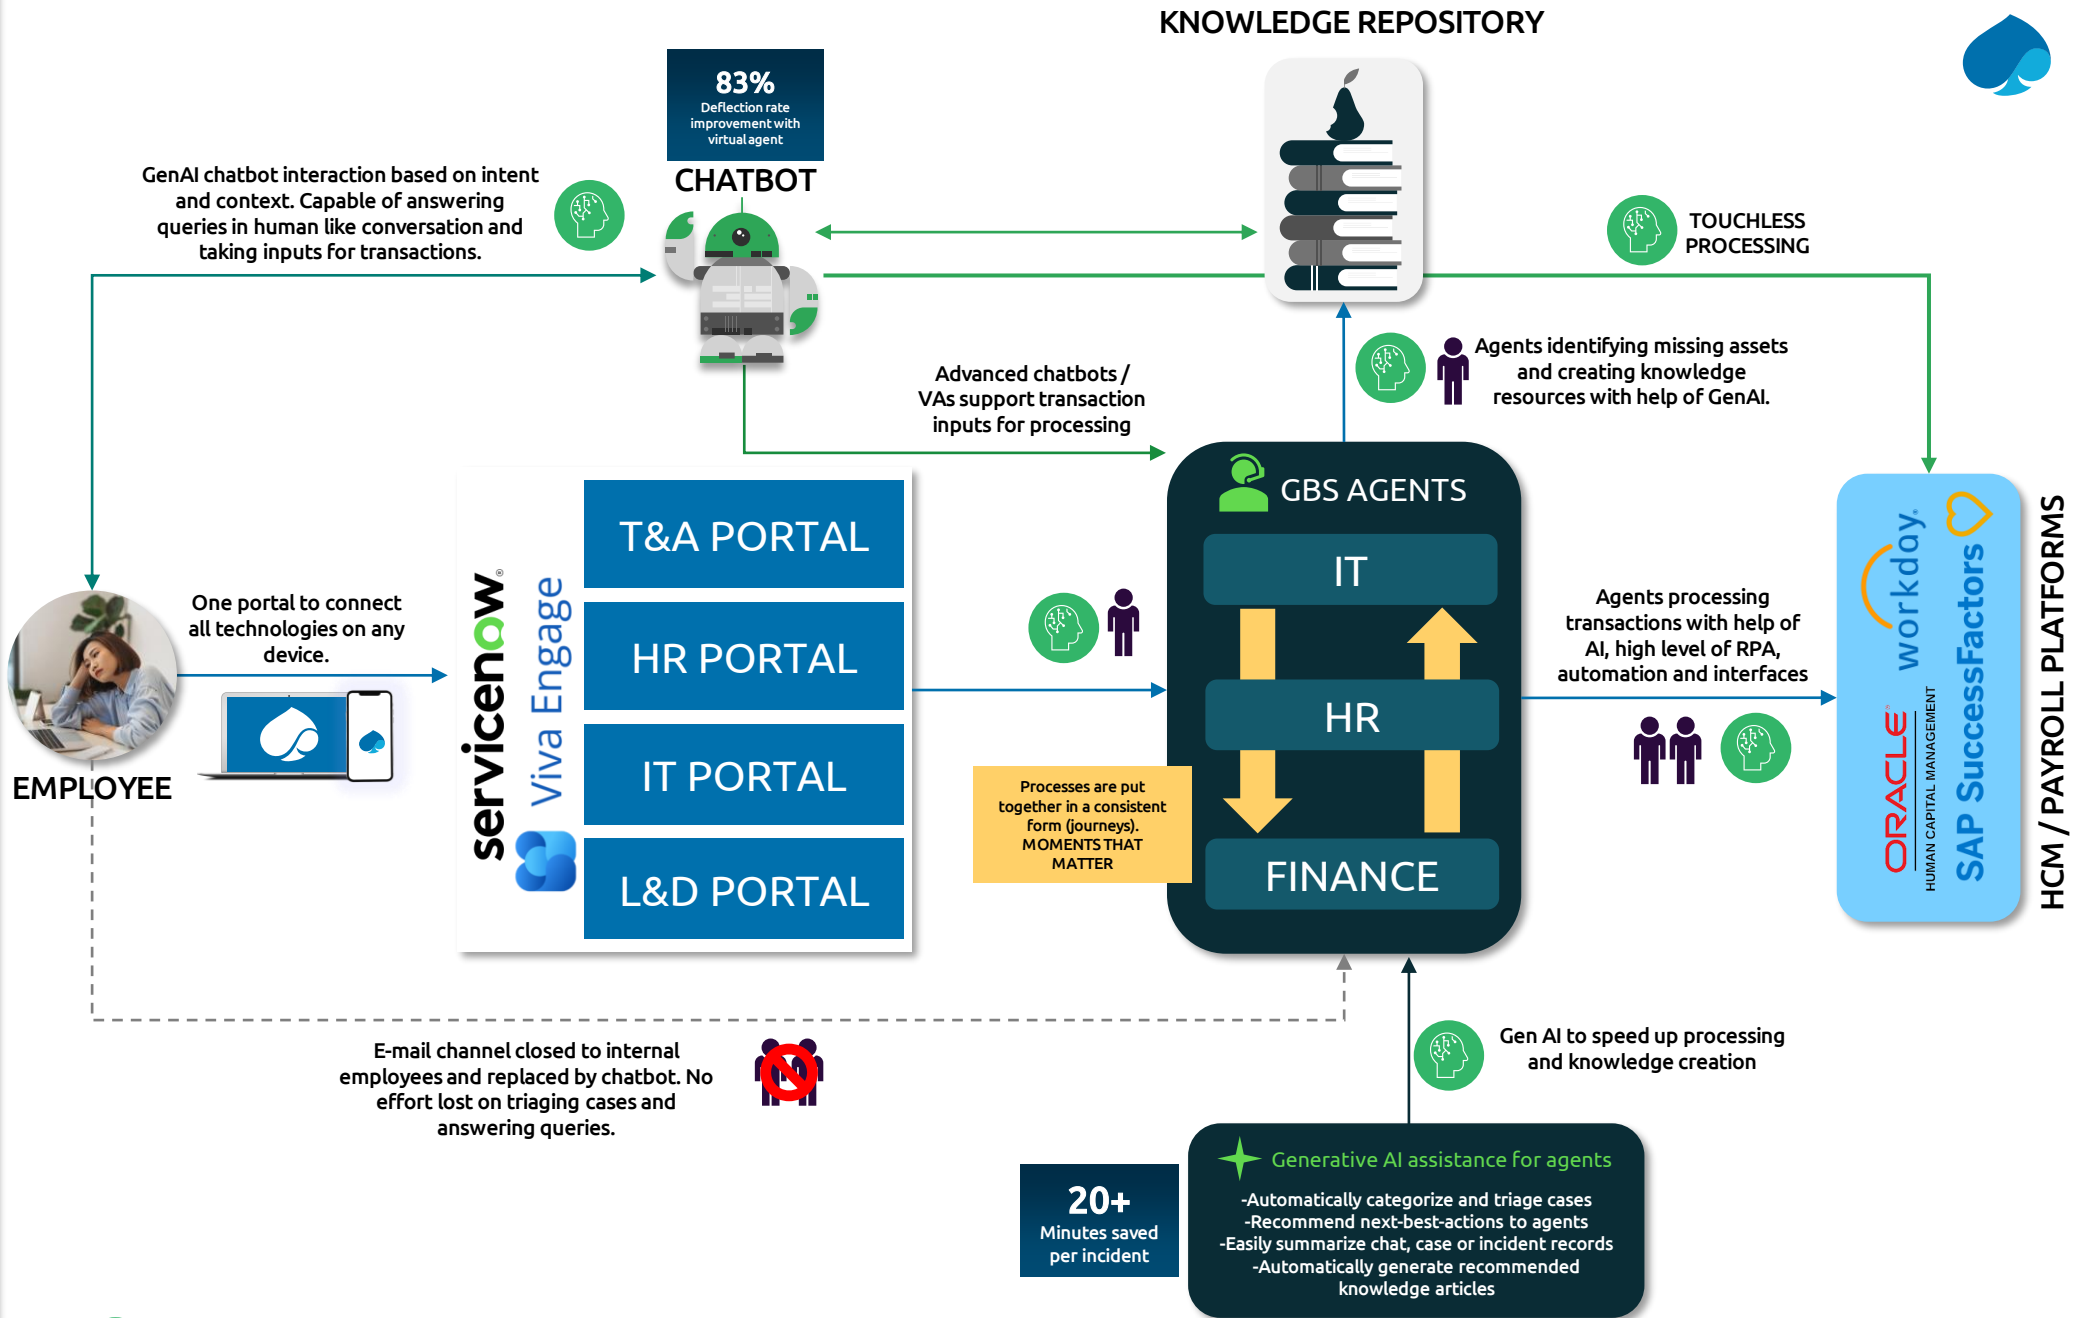 KNOWLEDGE REPOSITORY
83%
Deflection rate
improvement with
virtual agent
CHATBOT
GenAI chatbot interaction based on intent
and context. Capable of answering
queries in human like conversation and
taking inputs for transactions.
TOUCHLESS
PROCESSING
Agents identifying missing assets
and creating knowledge
resources with help of GenAI.
Advanced chatbots /
VAs support transaction
inputs for processing
One portal to connect
all technologies on any
device.
EMPLOYEE
servicenow®
Viva Engage
T&A PORTAL
HR PORTAL
IT PORTAL
L&D PORTAL
GBS AGENTS
IT
HR
FINANCE
Processes are put
together in a consistent
form (journeys).
MOMENTS THAT
MATTER
Agents processing
transactions with help of
AI, high level of RPA,
automation and interfaces
workday.
SAP SuccessFactors
ORACLE
HUMAN CAPITAL MANAGEMENT
HCM / PAYROLL PLATFORMS
E-mail channel closed to internal
employees and replaced by chatbot. No
effort lost on triaging cases and
answering queries.
Gen AI to speed up processing
and knowledge creation
20+
Minutes saved
per incident
Generative AI assistance for agents
-Automatically categorize and triage cases
-Recommend next-best-actions to agents
-Easily summarize chat, case or incident records
-Automatically generate recommended
knowledge articles